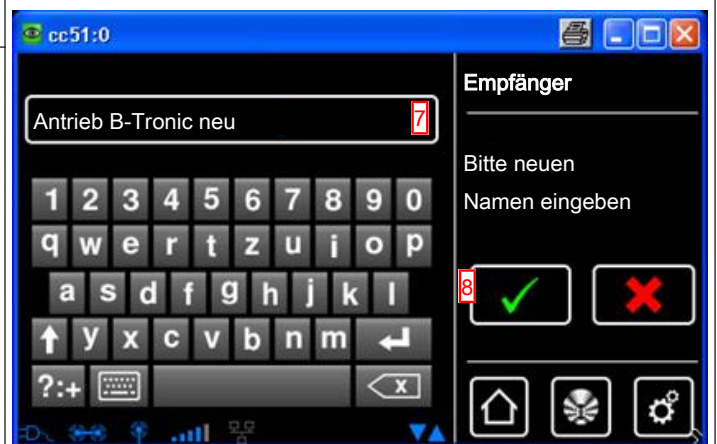 cc51:0
Antrieb B-Tronic neu 7
1 2 3 4 5 6 7 8 9 0
q w e r t z u i o p
a s d f g h j k l
y x c v b n m
?:+ x
Empfänger
Bitte neuen
Namen eingeben
8